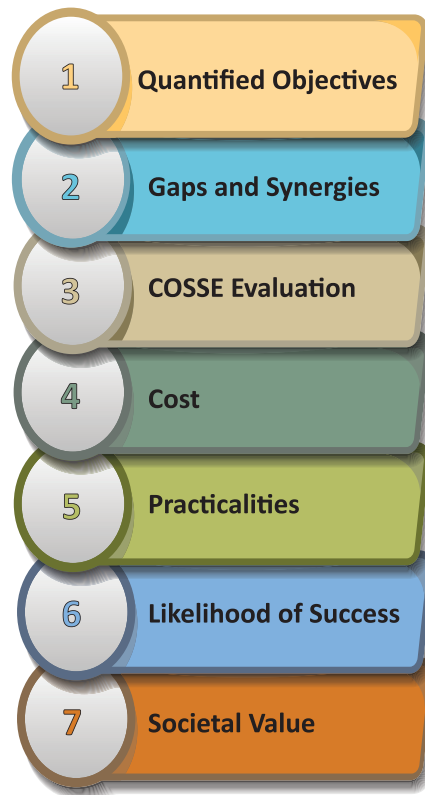 1 Quantified Objectives
2 Gaps and Synergies
3 COSSE Evaluation
4 Cost
5 Practicalities
6 Likelihood of Success
7 Societal Value